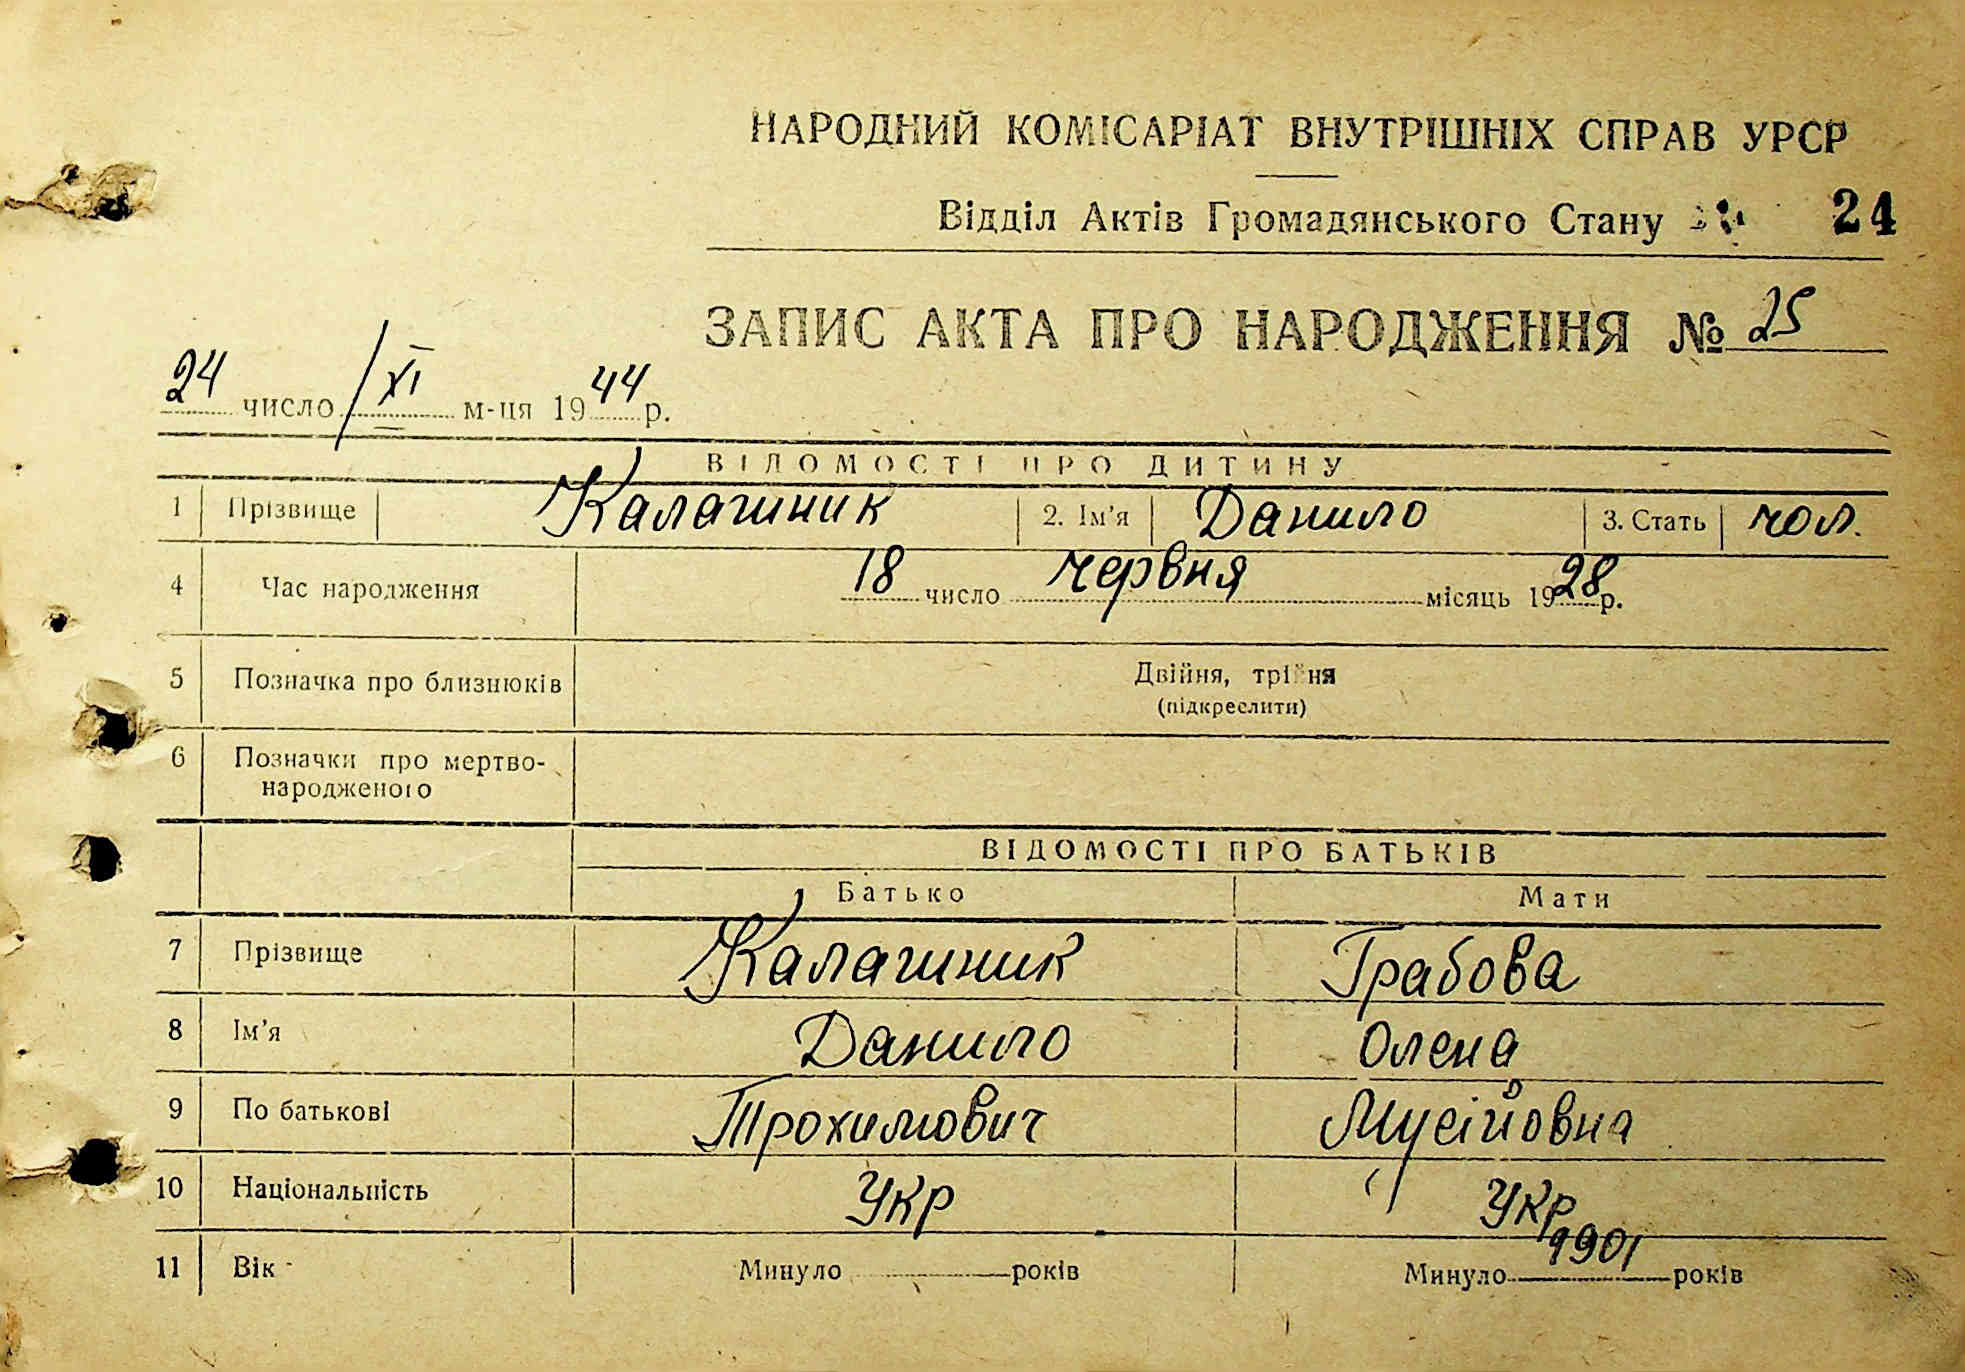 НАРОДНИЙ КОМІСАРІАТ ВНУТРІШНІХ СПРАВ УРСР
Відділ Актів Громадянського Стану 24
ЗАПИС АКТА ПРО НАРОДЖЕННЯ № 25
24 число XI м-ця 1944 р.
ВІДОМОСТІ ПРО ДИТИНУ
1 Прізвище Калашник 2. Ім'я Данило 3. Стать чол.
4 Час народження 18 число червня місяць 1928 р.
5 Позначка про близнюків Двійня, трійня
(підкреслити)
6 Позначки про мертво-
народженого
ВІДОМОСТІ ПРО БАТЬКІВ
Батько Мати
7 Прізвище Калашник Грабова
8 Ім'я Данило Олена
9 По батькові Трохимович Мусійовна
10 Національність Укр Укр
11 Вік Минуло років Минуло 1901 років